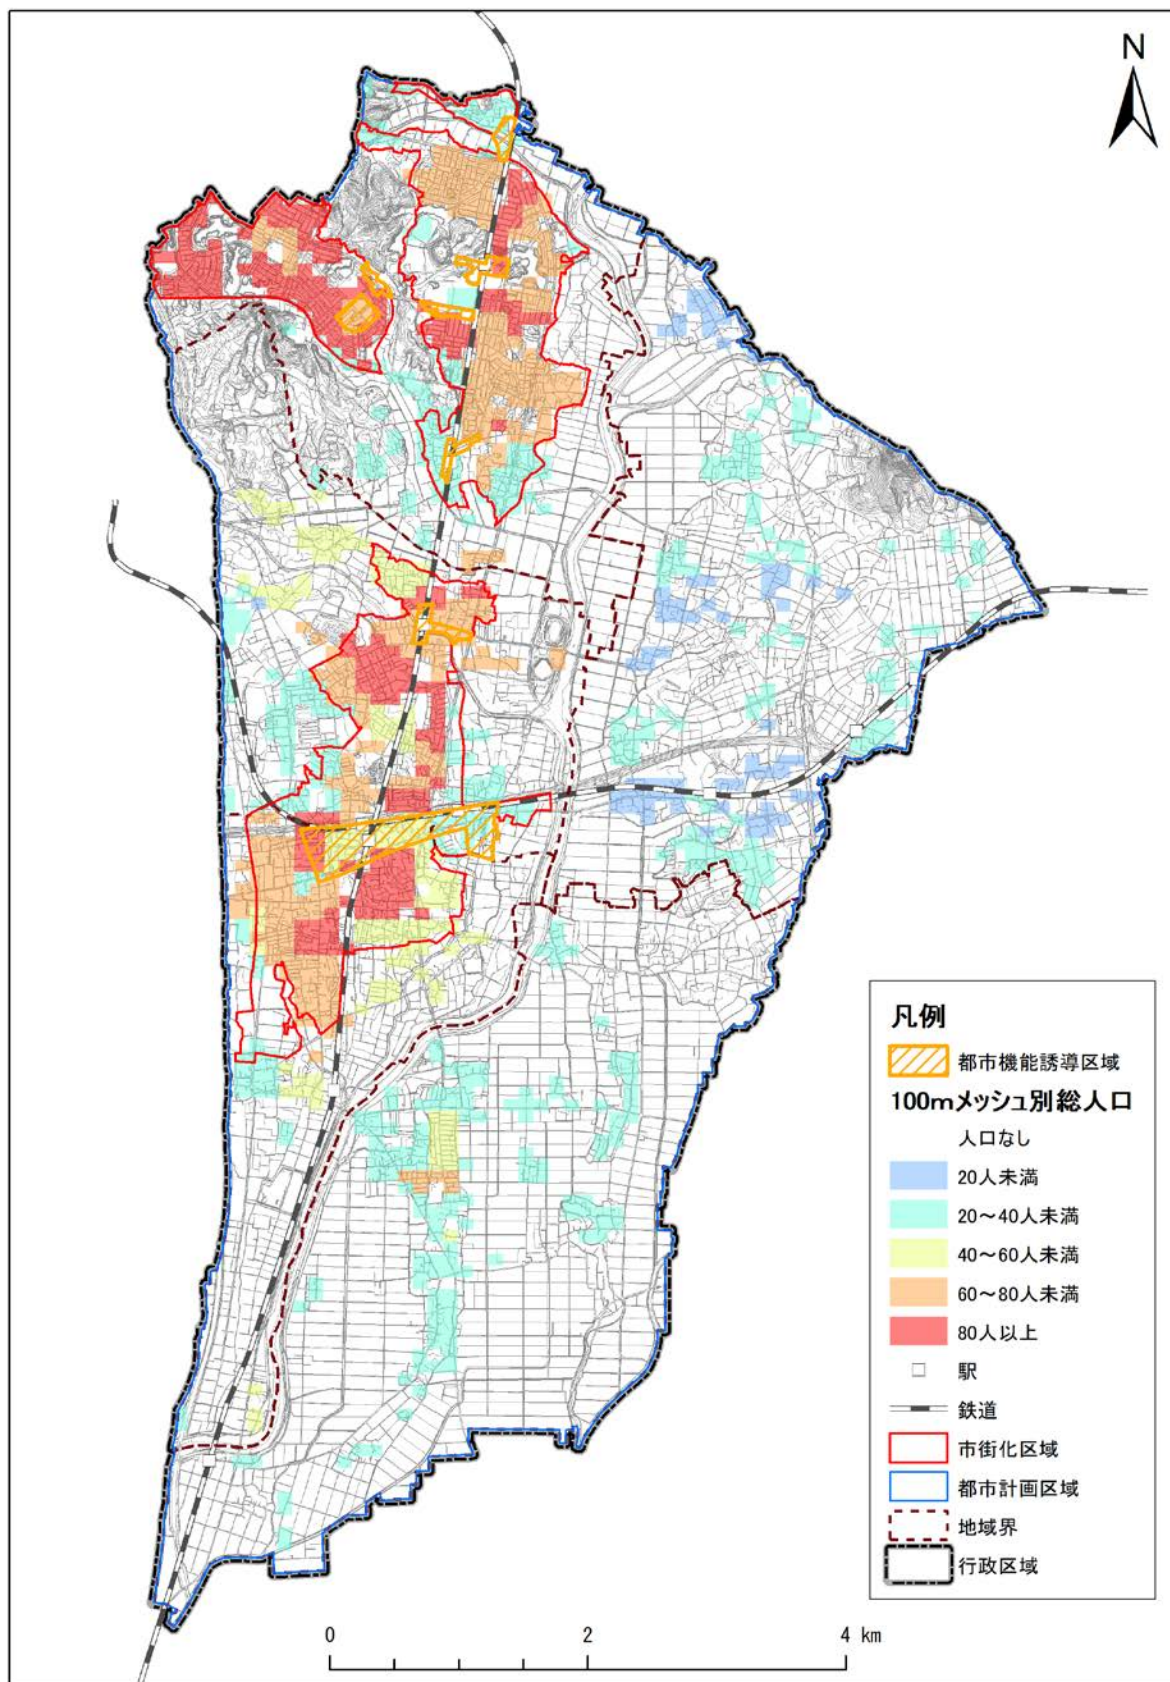 N
凡例
都市機能誘導区域
100mメッシュ別総人口
人口なし
20人未満
20～40人未満
40～60人未満
60～80人未満
80人以上
駅
鉄道
市街化区域
都市計画区域
地域界
行政区域
0 2 4 km